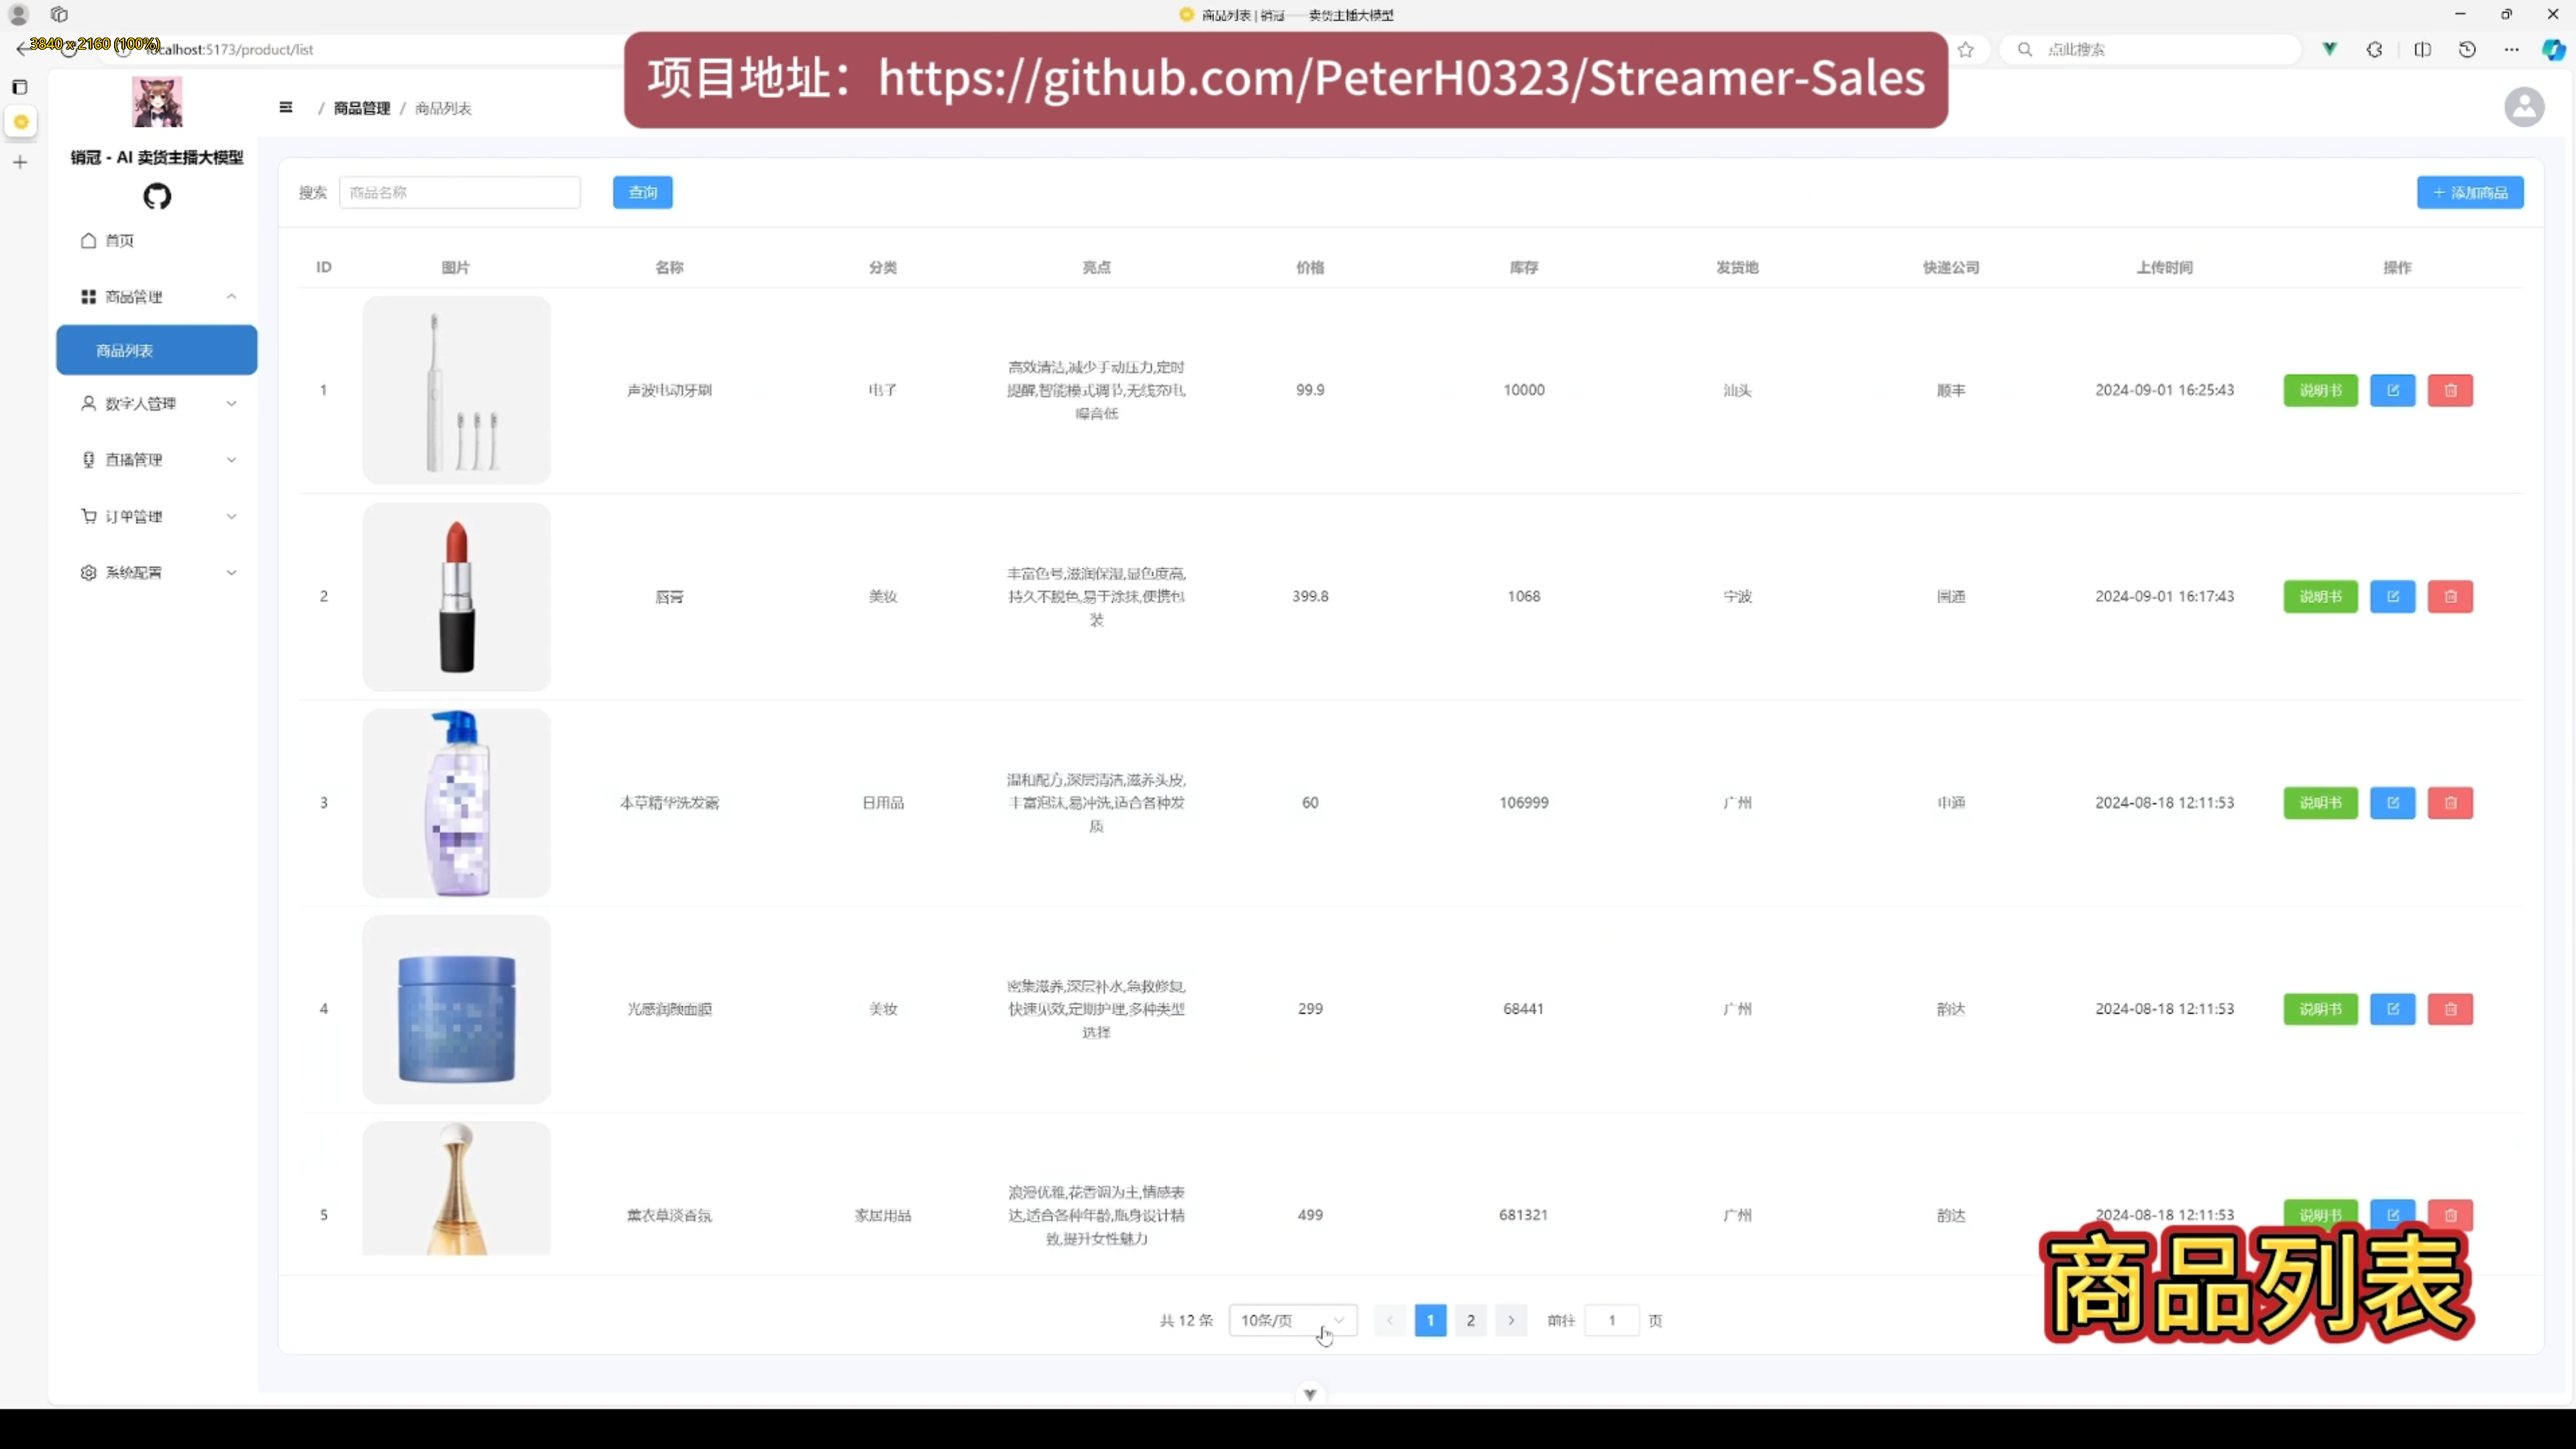 商品列表 | 销冠 —— 卖货主播大模型
3840 x 2160 (100%)
localhost:5173/product/list
点此搜索
项目地址：https://github.com/PeterH0323/Streamer-Sales
/ 商品管理 / 商品列表
销冠 - AI 卖货主播大模型
首页
商品管理
商品列表
数字人管理
直播管理
订单管理
系统配置
搜索 商品名称 查询 + 添加商品
ID 图片 名称 分类 亮点 价格 库存 发货地 快递公司 上传时间 操作
高效清洁,减少手动压力,定时
1 声波电动牙刷 电子 提醒,智能模式调节,无线充电, 99.9 10000 汕头 顺丰 2024-09-01 16:25:43 说明书
噪音低
丰富色号,滋润保湿,显色度高,
2 唇膏 美妆 持久不脱色,易于涂抹,便携包 399.8 1068 宁波 国通 2024-09-01 16:17:43 说明书
装
温和配方,深层清洁,滋养头皮,
3 本草精华洗发露 日用品 丰富泡沫,易冲洗,适合各种发 60 106999 广州 申通 2024-08-18 12:11:53 说明书
质
密集滋养,深层补水,急救修复,
4 光感润颜面膜 美妆 快速见效,定期护理,多种类型 299 68441 广州 韵达 2024-08-18 12:11:53 说明书
选择
浪漫优雅,花香调为主,情感表
5 薰衣草淡香氛 家居用品 达,适合各种年龄,瓶身设计精 499 681321 广州 韵达 2024-08-18 12:11:53 说明书
致,提升女性魅力
商品列表
共 12 条 10条/页 1 2 前往 1 页